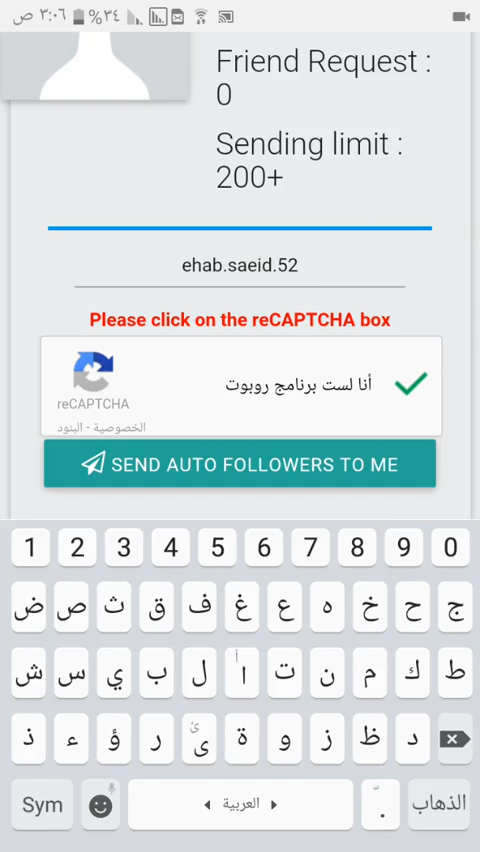 ص ٣:٠٦ %٣٤
Friend Request :
0
Sending limit :
200+
ehab.saeid.52
Please click on the reCAPTCHA box
أنا لست برنامج روبوت
reCAPTCHA
الخصوصية - البنود
SEND AUTO FOLLOWERS TO ME
1 2 3 4 5 6 7 8 9 0
ض ص ث ق ف غ ع ه خ ح ج
ش س ي ب ل ا أ ت ن م ك ط
ذ ء ؤ ر ى ئ ة و ز ظ د
Sym العربية . الذهاب